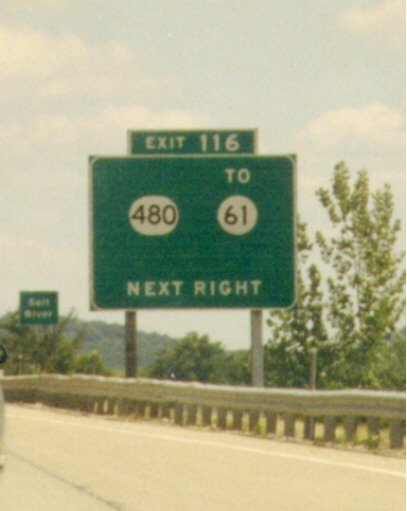 EXIT 116
TO
480 61
NEXT RIGHT
Salt
River